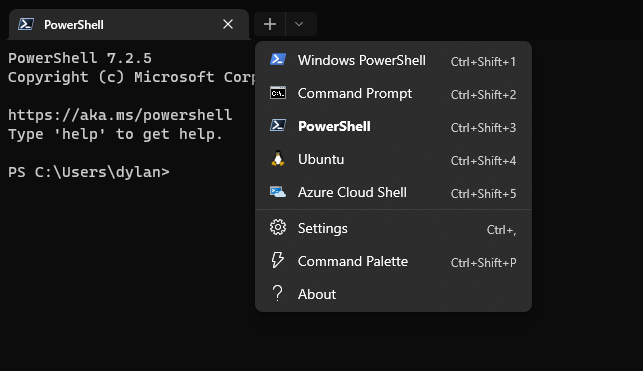 PowerShell
PowerShell 7.2.5
Copyright (c) Microsoft Corp
https://aka.ms/powershell
Type 'help' to get help.
PS C:\Users\dylan>
Windows PowerShell Ctrl+Shift+1
Command Prompt Ctrl+Shift+2
PowerShell Ctrl+Shift+3
Ubuntu Ctrl+Shift+4
Azure Cloud Shell Ctrl+Shift+5
Settings Ctrl+,
Command Palette Ctrl+Shift+P
About